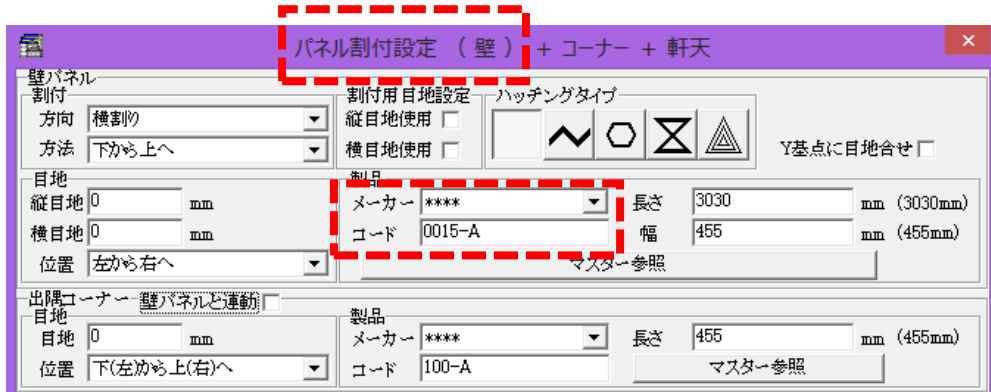 パネル割付設定 （ 壁 ） + コーナー + 軒天
壁パネル
割付
方向 横割り
方法 下から上へ
割付用目地設定
縦目地使用
横目地使用
ハッチングタイプ
Y基点に目地合せ
目地
縦目地 0 mm
横目地 0 mm
位置 左から右へ
製品
メーカー **** 長さ 3030 mm (3030mm)
コード 0015-A 幅 455 mm (455mm)
マスター参照
出隅コーナー 壁パネルと連動
目地
目地 0 mm
位置 下(左)から上(右)へ
製品
メーカー **** 長さ 455 mm (455mm)
コード 100-A マスター参照